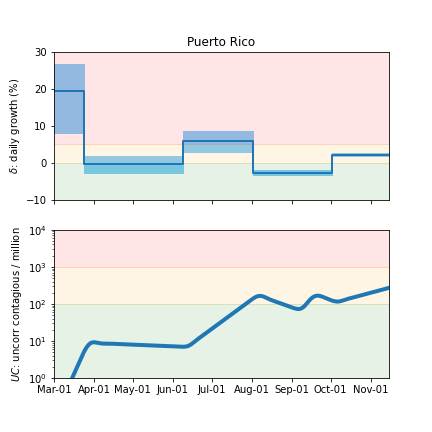 Puerto Rico
30
20
10
0
−10
δ: daily growth (%)
10⁴
10³
10²
10¹
10⁰
UC: uncorr contagious / million
Mar-01 Apr-01 May-01 Jun-01 Jul-01 Aug-01 Sep-01 Oct-01 Nov-01